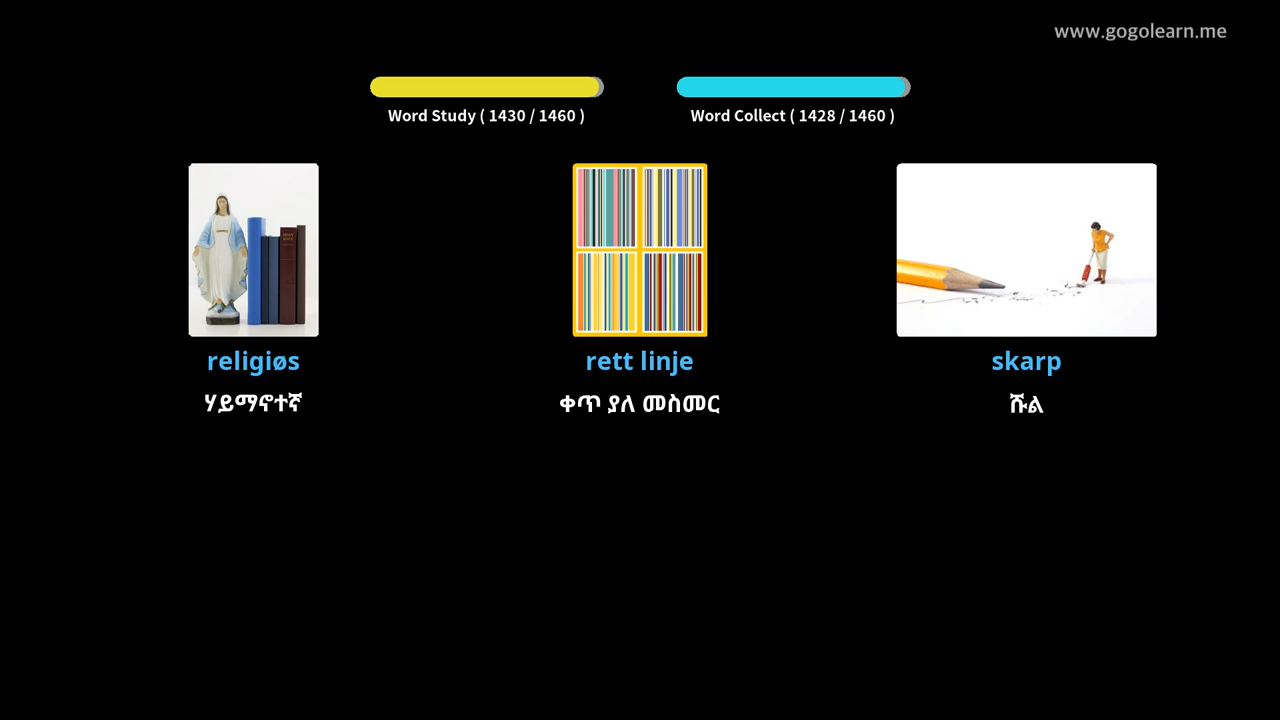 www.gogolearn.me
Word Study ( 1430 / 1460 )
Word Collect ( 1428 / 1460 )
religiøs
rett linje
skarp
ሃይማኖተኛ
ቀጥ ያለ መስመር
ሹል